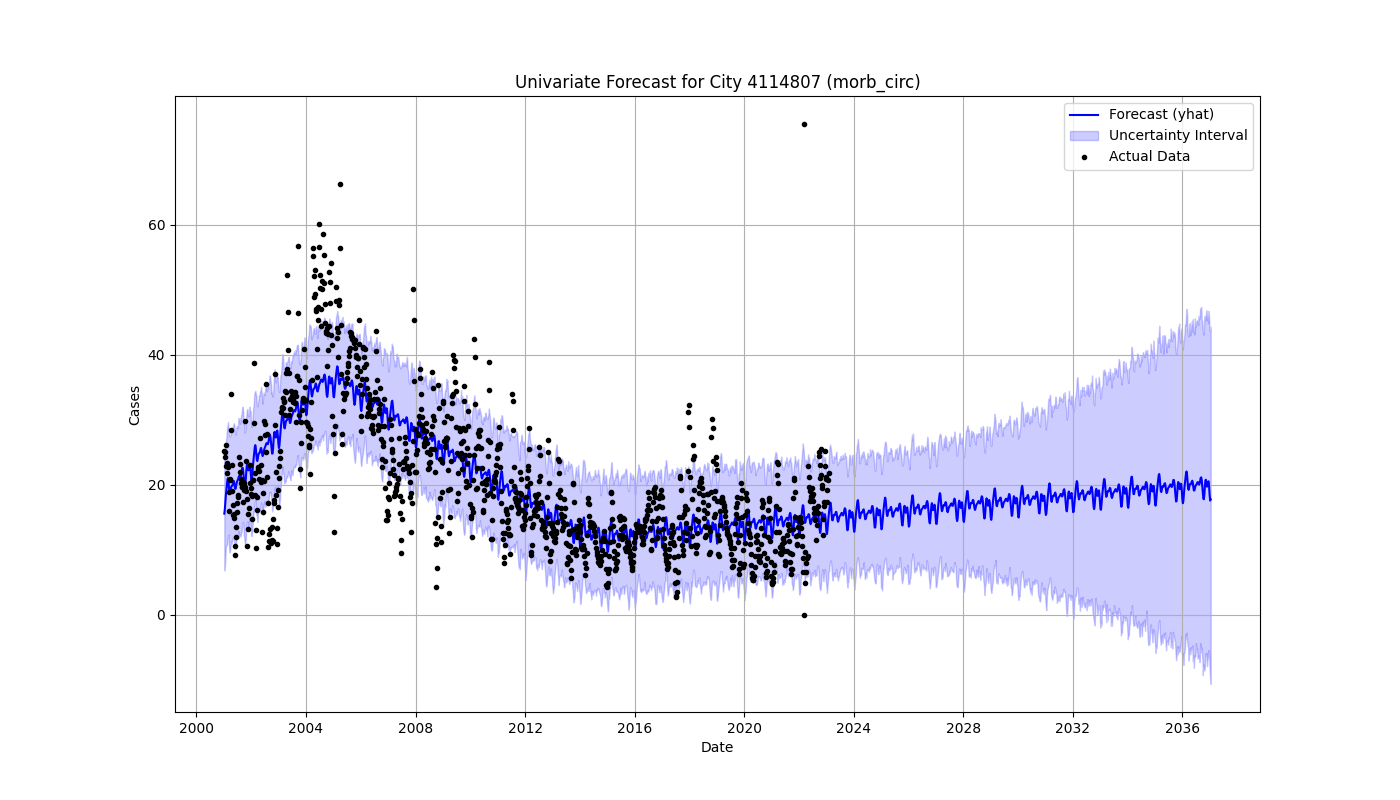 Univariate Forecast for City 4114807 (morb_circ)
Forecast (yhat)
Uncertainty Interval
Actual Data
Cases
60
40
20
0
2000 2004 2008 2012 2016 2020 2024 2028 2032 2036
Date